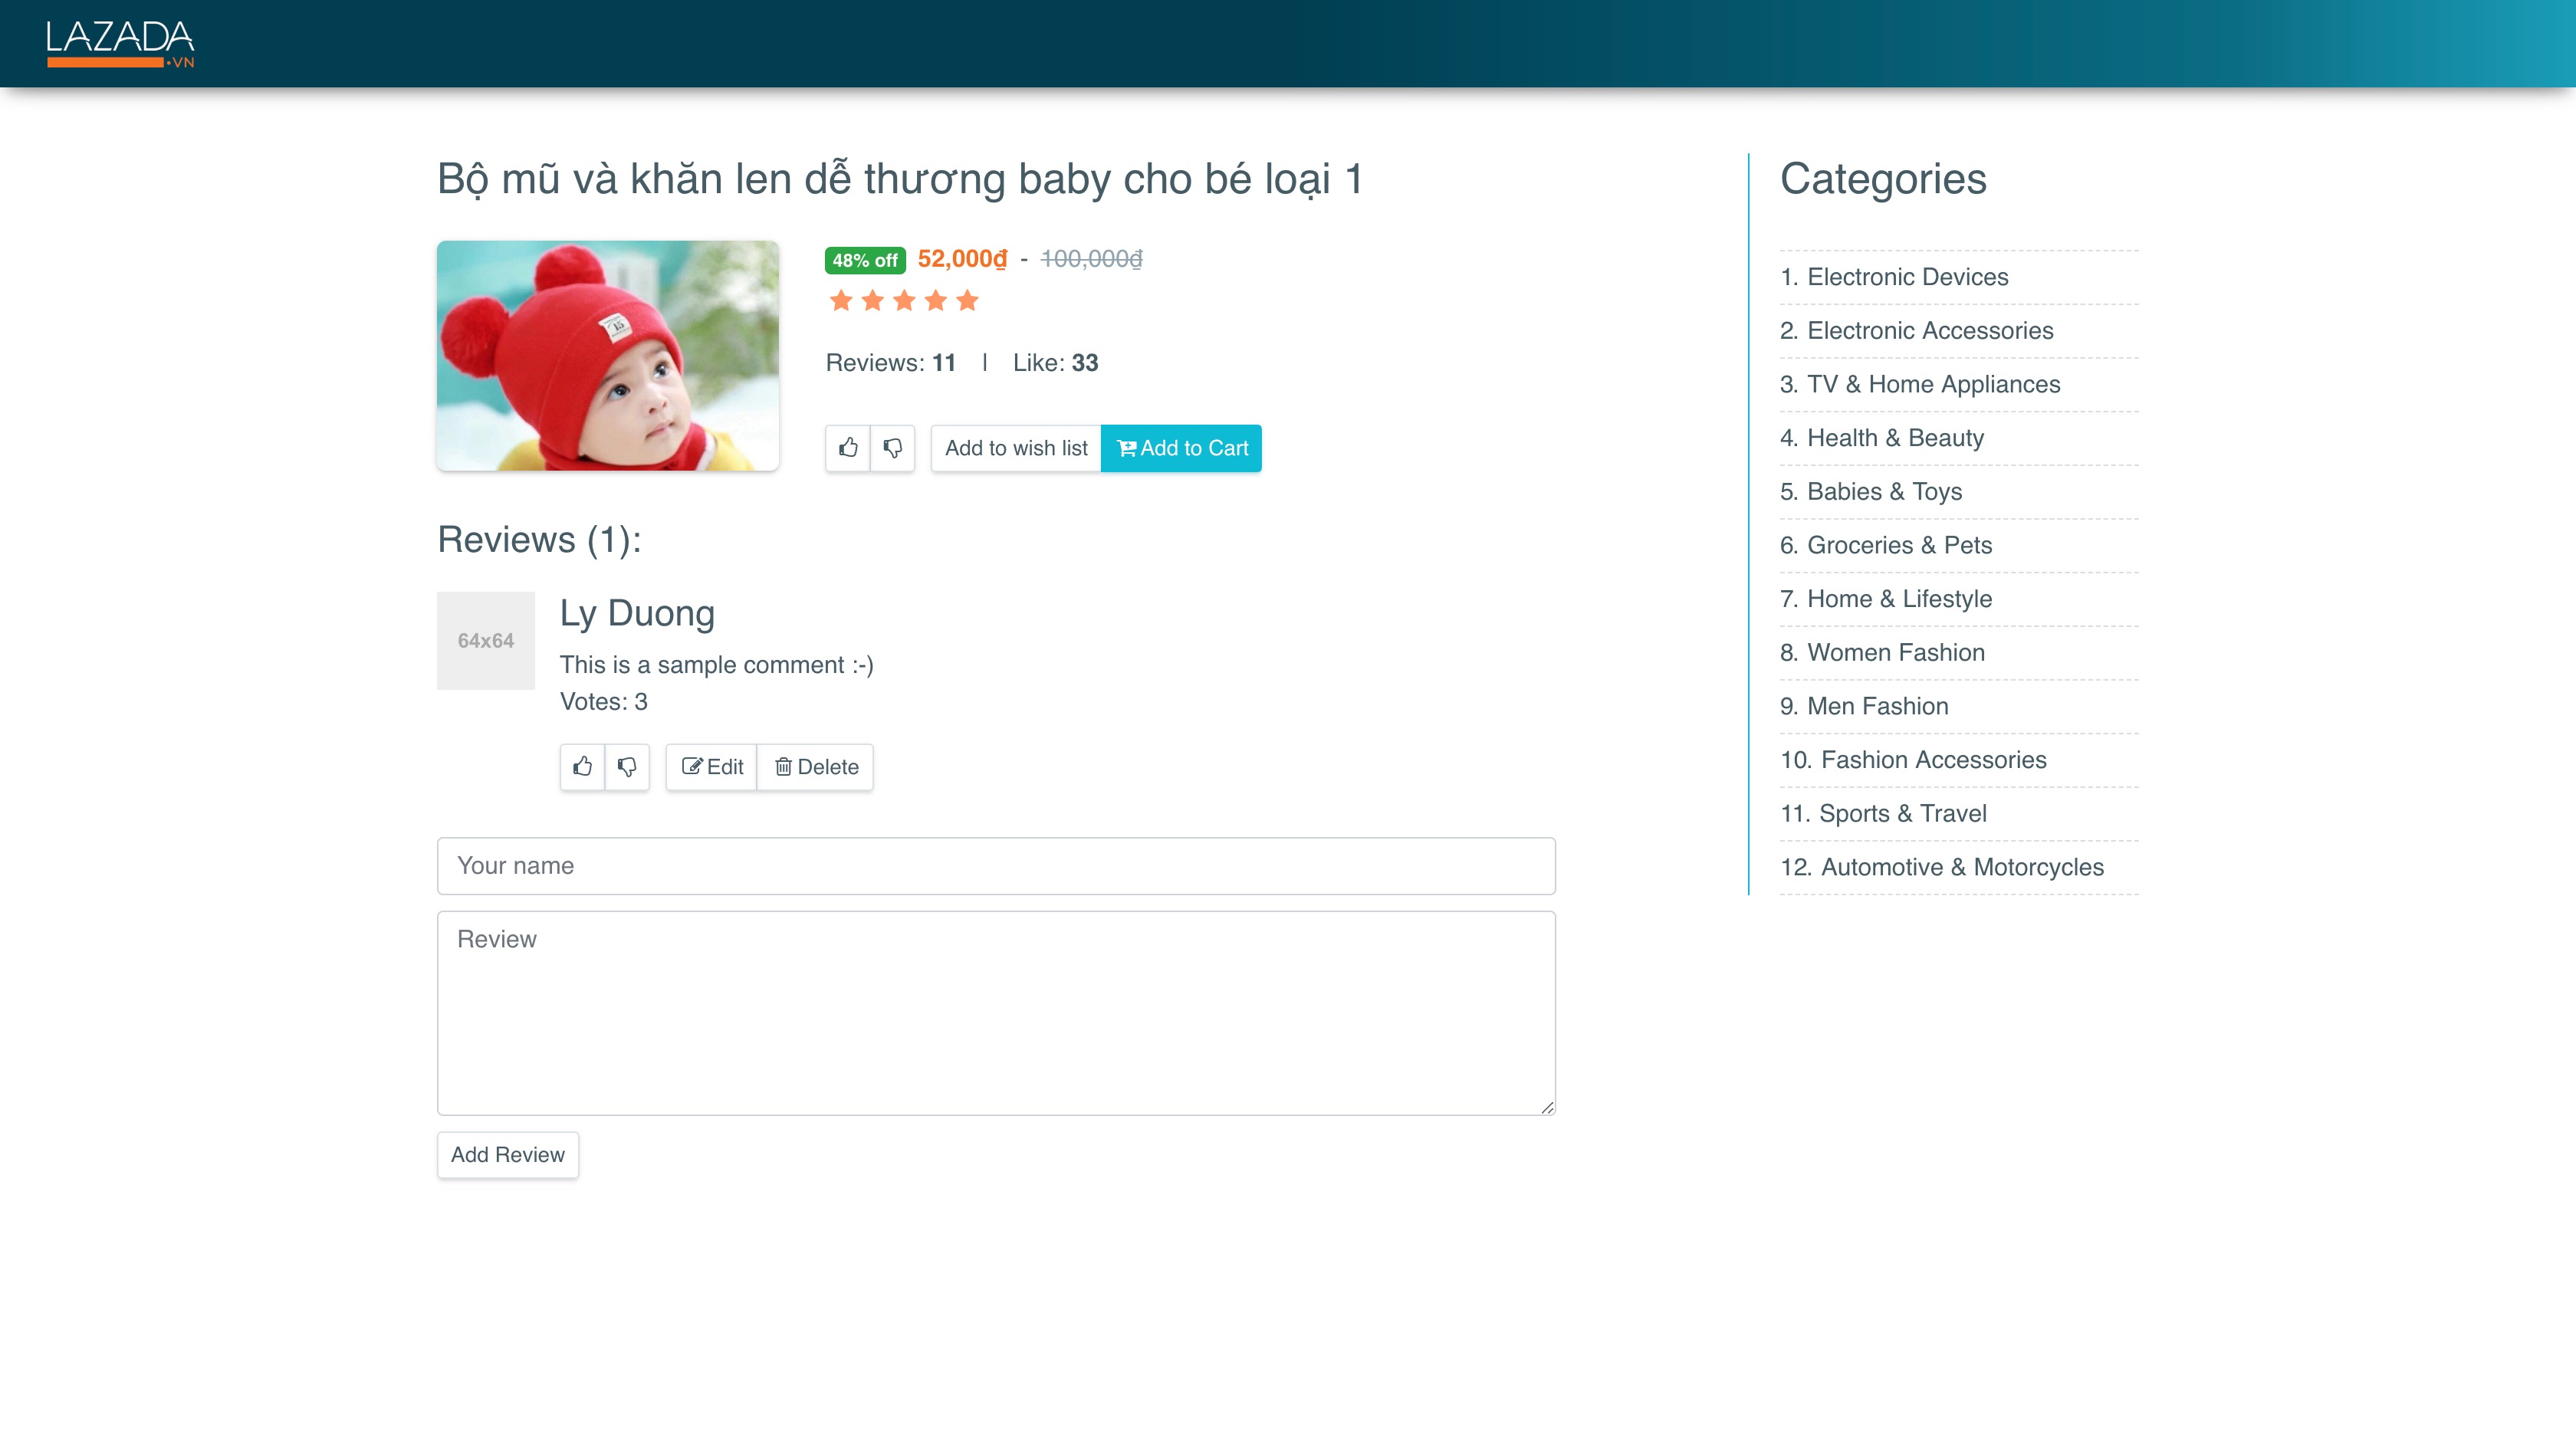 LAZADA
.VN
Bộ mũ và khăn len dễ thương baby cho bé loại 1
48% off 52,000₫ - 100,000₫
Reviews: 11 | Like: 33
Add to wish list Add to Cart
Reviews (1):
64x64
Ly Duong
This is a sample comment :-)
Votes: 3
Edit Delete
Your name
Review
Add Review
Categories
1. Electronic Devices
2. Electronic Accessories
3. TV & Home Appliances
4. Health & Beauty
5. Babies & Toys
6. Groceries & Pets
7. Home & Lifestyle
8. Women Fashion
9. Men Fashion
10. Fashion Accessories
11. Sports & Travel
12. Automotive & Motorcycles